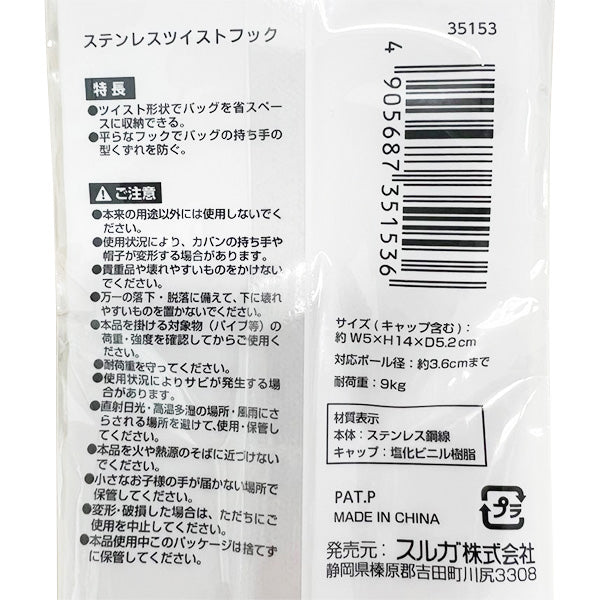 ステンレスツイストフック
35153
特長
●ツイスト形状でバッグを省スペー
スに収納できる。
●平らなフックでバッグの持ち手の
型くずれを防ぐ。
ご注意
●本来の用途以外には使用しないでく
ださい。
●使用状況により、カバンの持ち手や
帽子が変形する場合があります。
●貴重品や壊れやすいものをかけない
でください。
●万一の落下・脱落に備えて、下に壊れ
やすいものを置かないでください。
●本品を掛ける対象物（パイプ等）の
荷重・強度を確認してからご使用く
ださい。
●耐荷重を守ってください。
●使用状況によりサビが発生する場
合があります。
●直射日光・高温多湿の場所・風雨にさ
らされる場所を避けて、使用・保管し
てください。
●本品を火や熱源のそばに近づけない
でください。
●小さなお子様の手が届かない場所で
保管してください。
●変形・破損した場合は、ただちにご
使用を中止してください。
●本品使用中このパッケージは捨てず
に保管してください。
4 905687 351536
サイズ（キャップ含む）：
約W5×H14×D5.2cm
対応ポール径：約3.6cmまで
耐荷重：9kg
材質表示
本体：ステンレス鋼線
キャップ：塩化ビニル樹脂
PAT.P
MADE IN CHINA
プラ
発売元：スルガ株式会社
静岡県榛原郡吉田町川尻3308